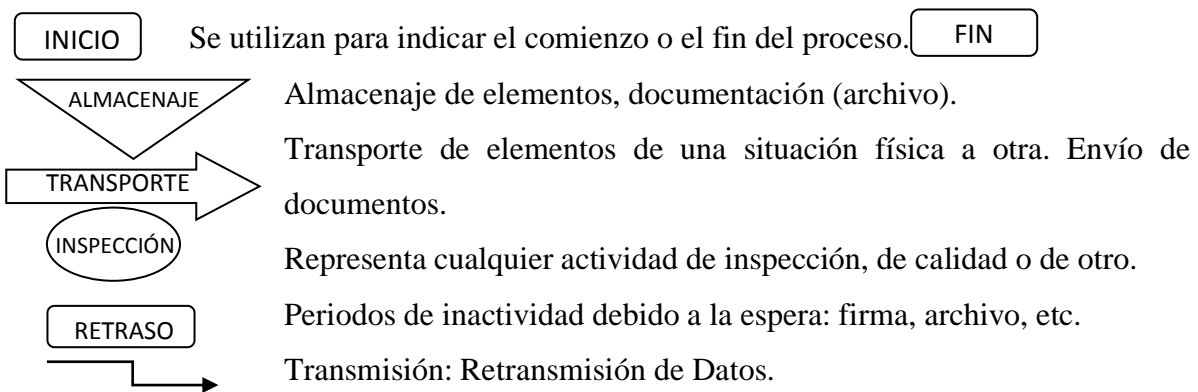 INICIO Se utilizan para indicar el comienzo o el fin del proceso. FIN
ALMACENAJE Almacenaje de elementos, documentación (archivo).
Transporte de elementos de una situación física a otra. Envío de
TRANSPORTE documentos.
INSPECCIÓN Representa cualquier actividad de inspección, de calidad o de otro.
RETRASO Periodos de inactividad debido a la espera: firma, archivo, etc.
Transmisión: Retransmisión de Datos.